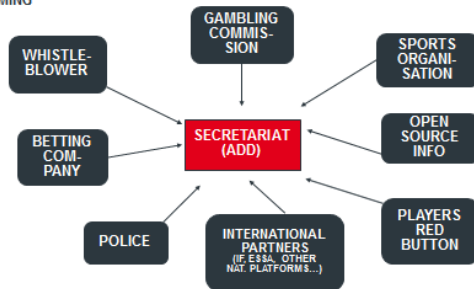 GAMBLING
COMMIS-
SION
WHISTLE-
BLOWER
SPORTS
ORGANI-
SATION
SECRETARIAT
(ADD)
BETTING
COM-
PANY
OPEN
SOURCE
INFO
POLICE
INTERNATIONAL
PARTNERS
(IF, ESSA, OTHER
NAT. PLATFORMS...)
PLAYERS
RED
BUTTON